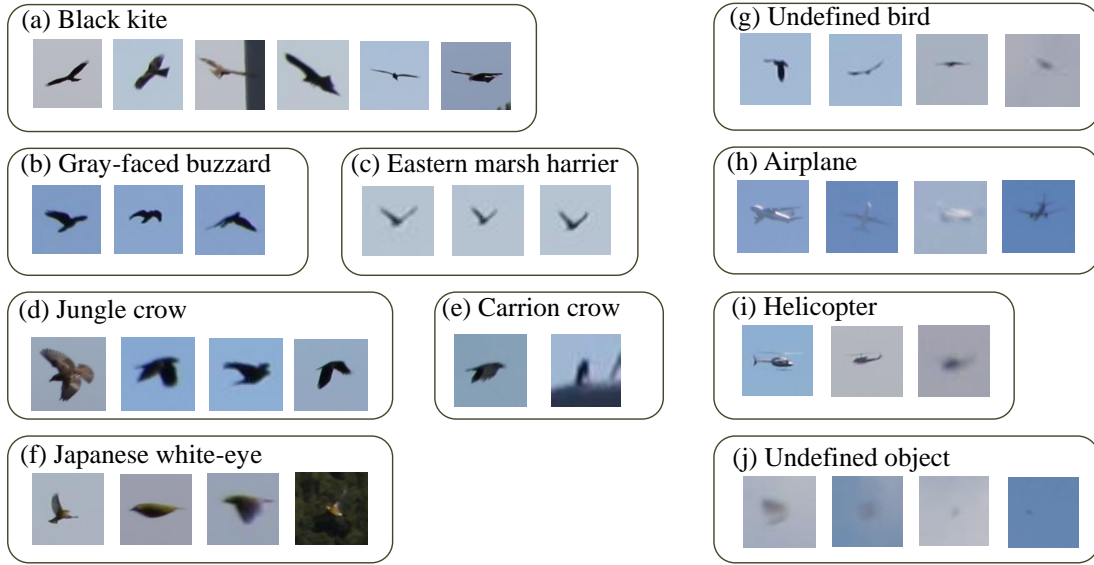 (a) Black kite
(g) Undefined bird
(b) Gray-faced buzzard
(c) Eastern marsh harrier
(h) Airplane
(d) Jungle crow
(e) Carrion crow
(i) Helicopter
(f) Japanese white-eye
(j) Undefined object